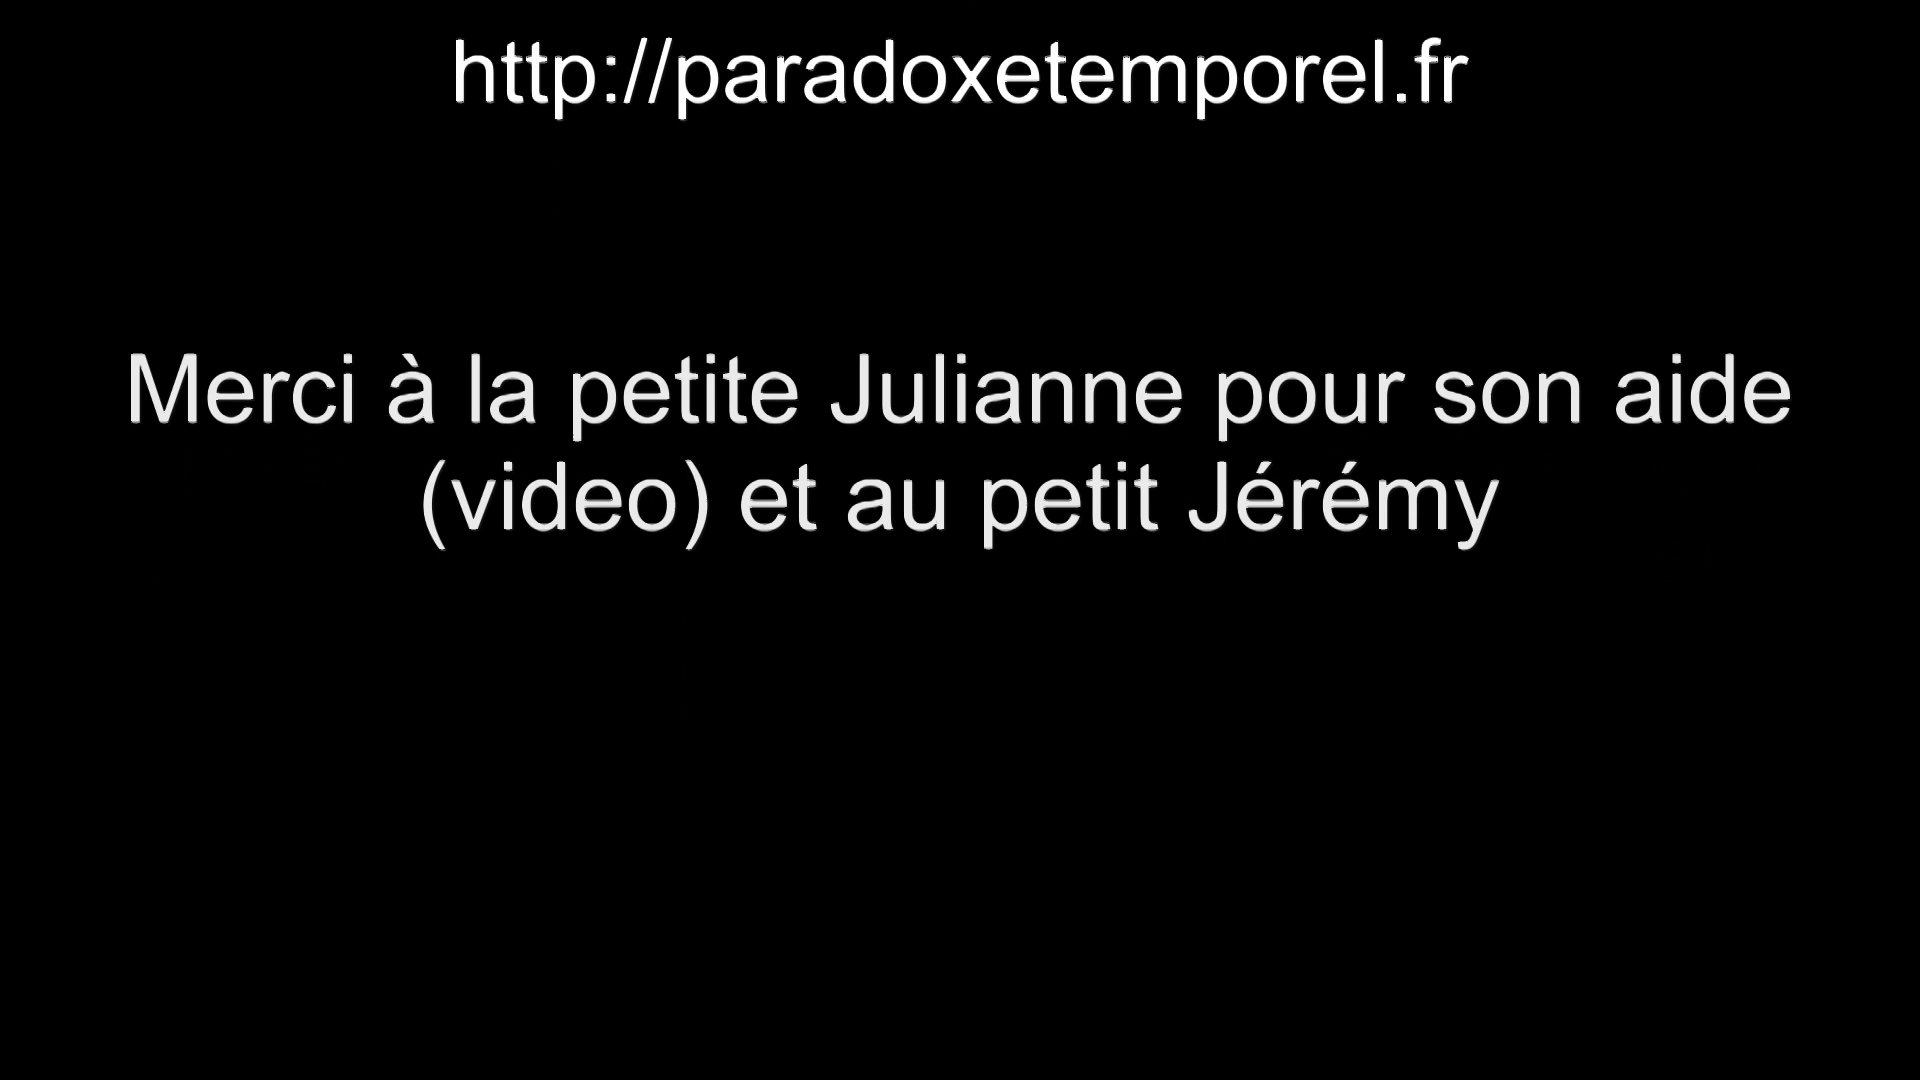 http://paradoxetemporel.fr
Merci à la petite Julianne pour son aide
(video) et au petit Jérémy